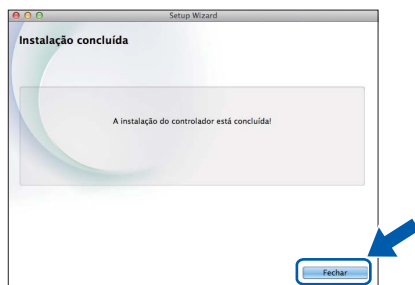 Setup Wizard
Instalação concluída
A instalação do controlador está concluída!
Fechar